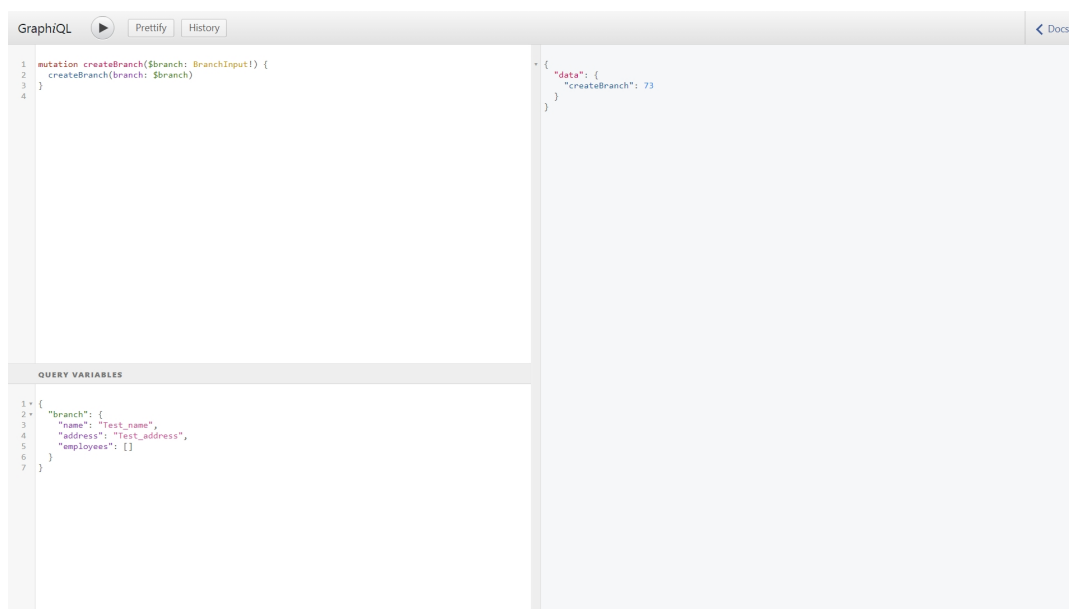 GraphiQL Prettify History Docs
1 mutation createBranch($branch: BranchInput!) {
2   createBranch(branch: $branch)
3 }
4
QUERY VARIABLES
1 {
2   "branch": {
3     "name": "Test_name",
4     "address": "Test_address",
5     "employees": []
6   }
7 }
{
  "data": {
    "createBranch": 73
  }
}